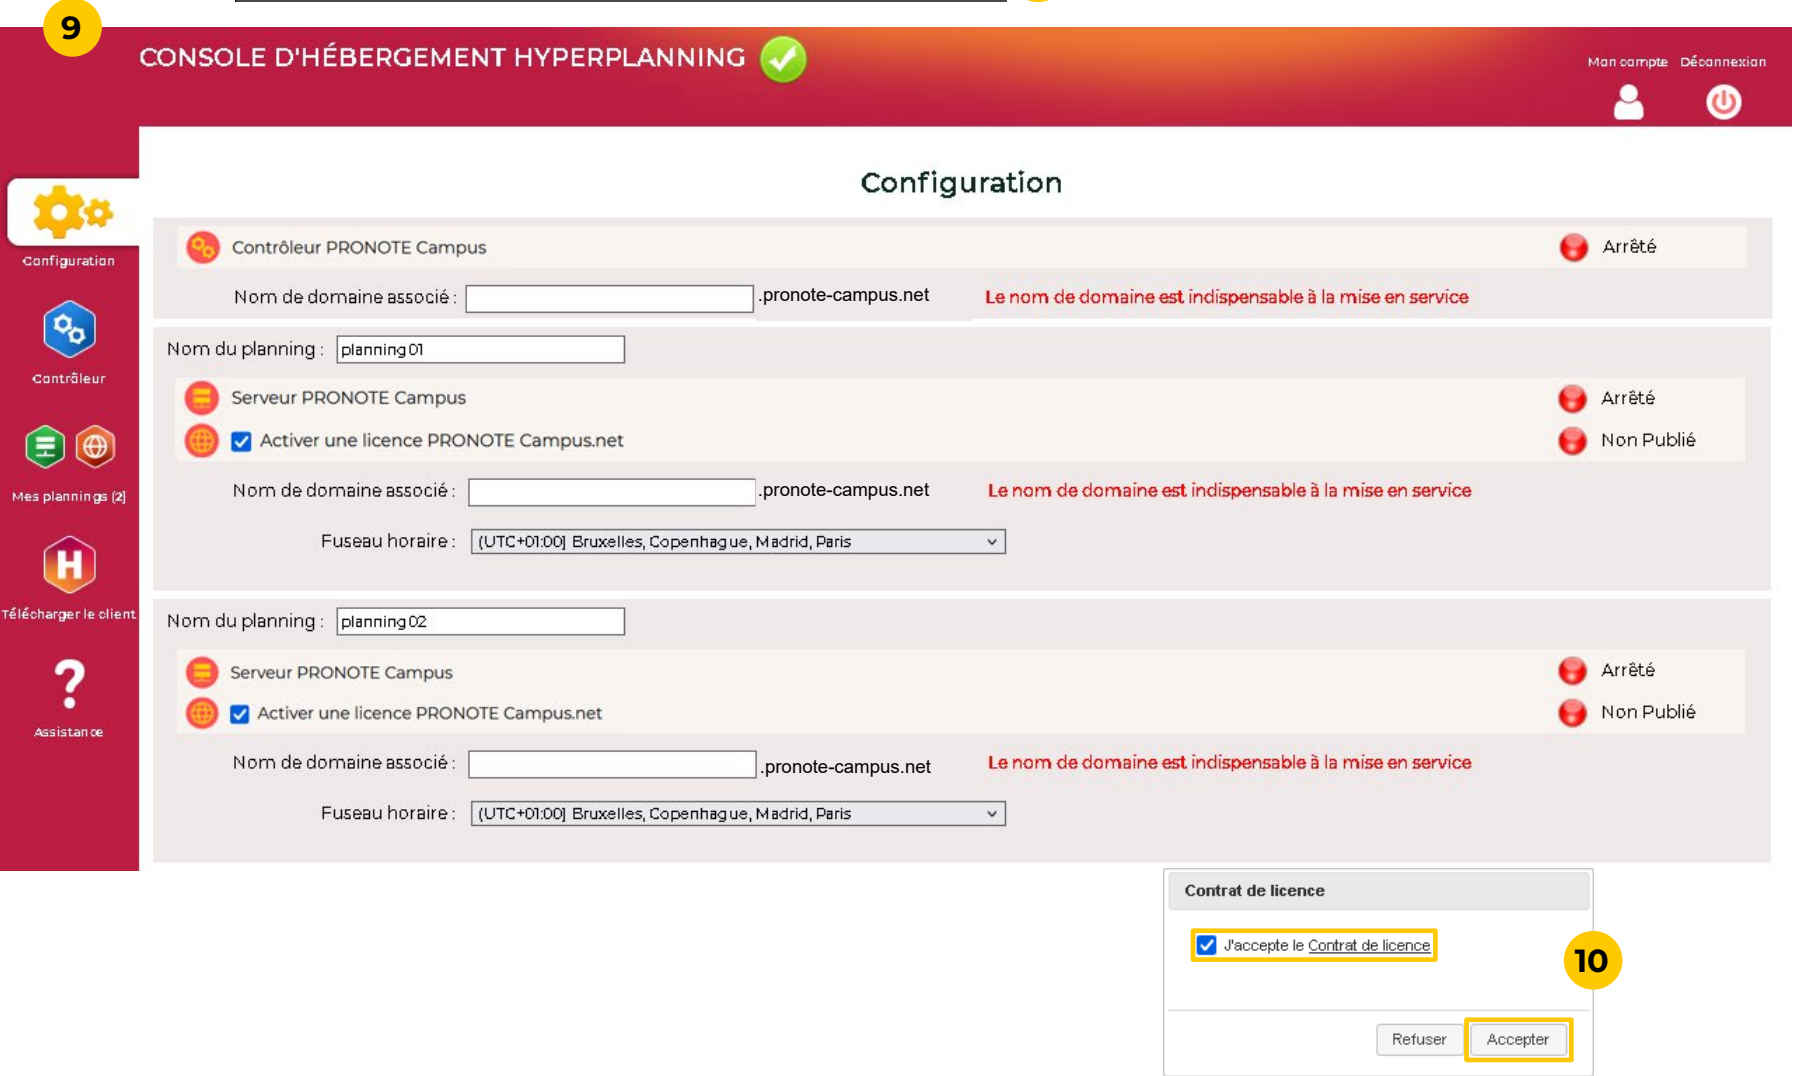 9
CONSOLE D'HÉBERGEMENT HYPERPLANNING
Mon compte Déconnexion
Configuration
Configuration
Contrôleur
Mes plannings (2)
H
Télécharger le client
?
Assistance
Contrôleur PRONOTE Campus Arrêté
Nom de domaine associé : .pronote-campus.net Le nom de domaine est indispensable à la mise en service
Nom du planning : planning 01
Serveur PRONOTE Campus Arrêté
Activer une licence PRONOTE Campus.net Non Publié
Nom de domaine associé : .pronote-campus.net Le nom de domaine est indispensable à la mise en service
Fuseau horaire : (UTC+01:00) Bruxelles, Copenhague, Madrid, Paris
Nom du planning : planning 02
Serveur PRONOTE Campus Arrêté
Activer une licence PRONOTE Campus.net Non Publié
Nom de domaine associé : .pronote-campus.net Le nom de domaine est indispensable à la mise en service
Fuseau horaire : (UTC+01:00) Bruxelles, Copenhague, Madrid, Paris
Contrat de licence
J'accepte le Contrat de licence
10
Refuser Accepter